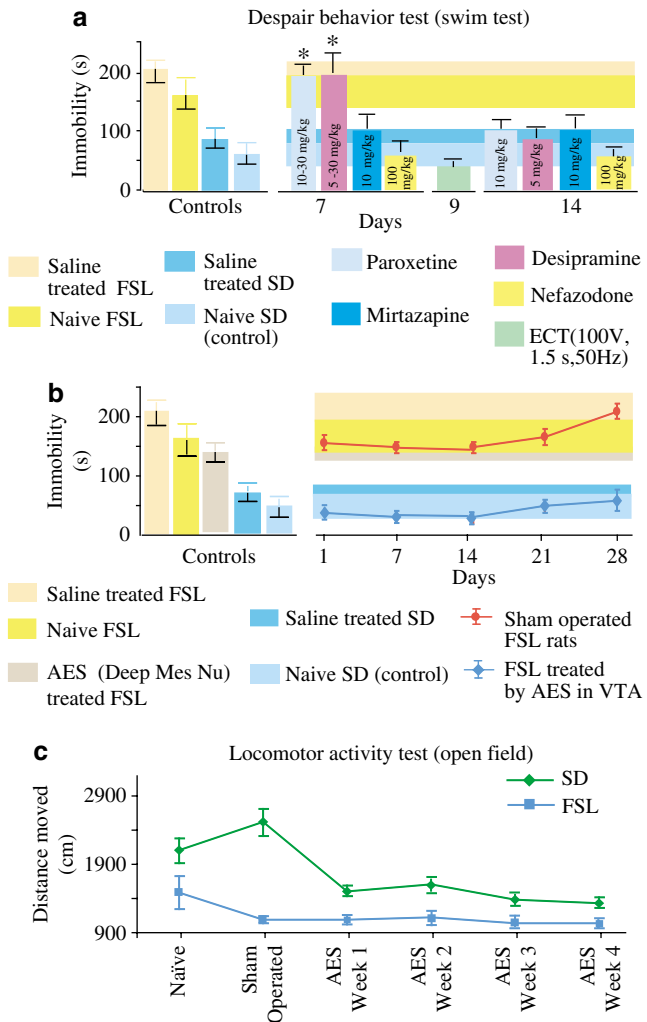 a
Despair behavior test (swim test)
Immobility (s)
200
100
0
* *
10-30 mg/kg
5 -30 mg/kg
10 mg/kg
100 mg/kg
10 mg/kg
5 mg/kg
10 mg/kg
100 mg/kg
Controls
7 9 14
Days
Saline treated FSL
Naive FSL
Saline treated SD
Naive SD (control)
Paroxetine
Mirtazapine
Desipramine
Nefazodone
ECT(100V, 1.5 s,50Hz)
b
Immobility (s)
200
100
0
Controls
1 7 14 21 28
Days
Saline treated FSL
Naive FSL
AES (Deep Mes Nu) treated FSL
Saline treated SD
Naive SD (control)
Sham operated FSL rats
FSL treated by AES in VTA
c
Locomotor activity test (open field)
Distance moved (cm)
2900
1900
900
SD
FSL
Naïve
Sham Operated
AES Week 1
AES Week 2
AES Week 3
AES Week 4